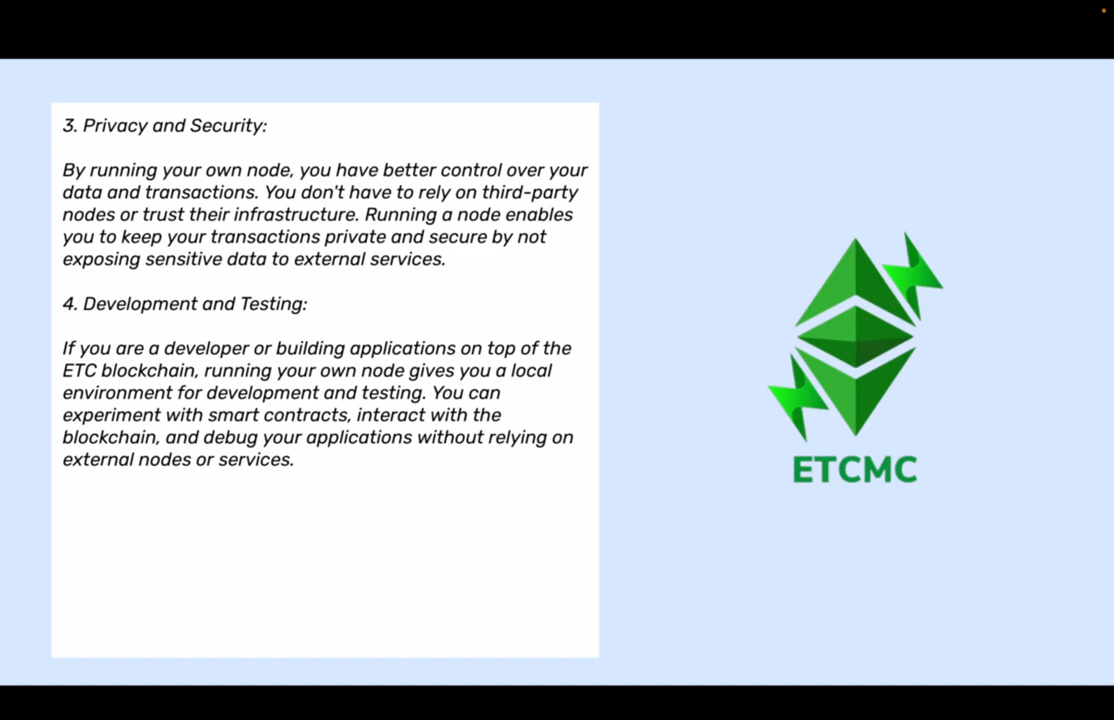 3. Privacy and Security:
By running your own node, you have better control over your
data and transactions. You don't have to rely on third-party
nodes or trust their infrastructure. Running a node enables
you to keep your transactions private and secure by not
exposing sensitive data to external services.
4. Development and Testing:
If you are a developer or building applications on top of the
ETC blockchain, running your own node gives you a local
environment for development and testing. You can
experiment with smart contracts, interact with the
blockchain, and debug your applications without relying on
external nodes or services.
ETCMC